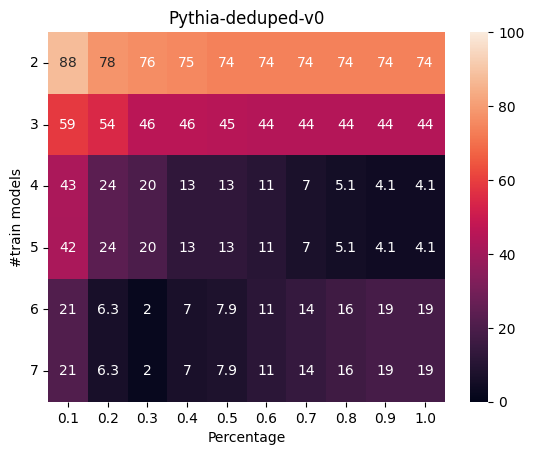 Pythia-deduped-v0
2 88 78 76 75 74 74 74 74 74 74
3 59 54 46 46 45 44 44 44 44 44
4 43 24 20 13 13 11 7 5.1 4.1 4.1
5 42 24 20 13 13 11 7 5.1 4.1 4.1
6 21 6.3 2 7 7.9 11 14 16 19 19
7 21 6.3 2 7 7.9 11 14 16 19 19
0.1 0.2 0.3 0.4 0.5 0.6 0.7 0.8 0.9 1.0
Percentage
#train models
100
80
60
40
20
0